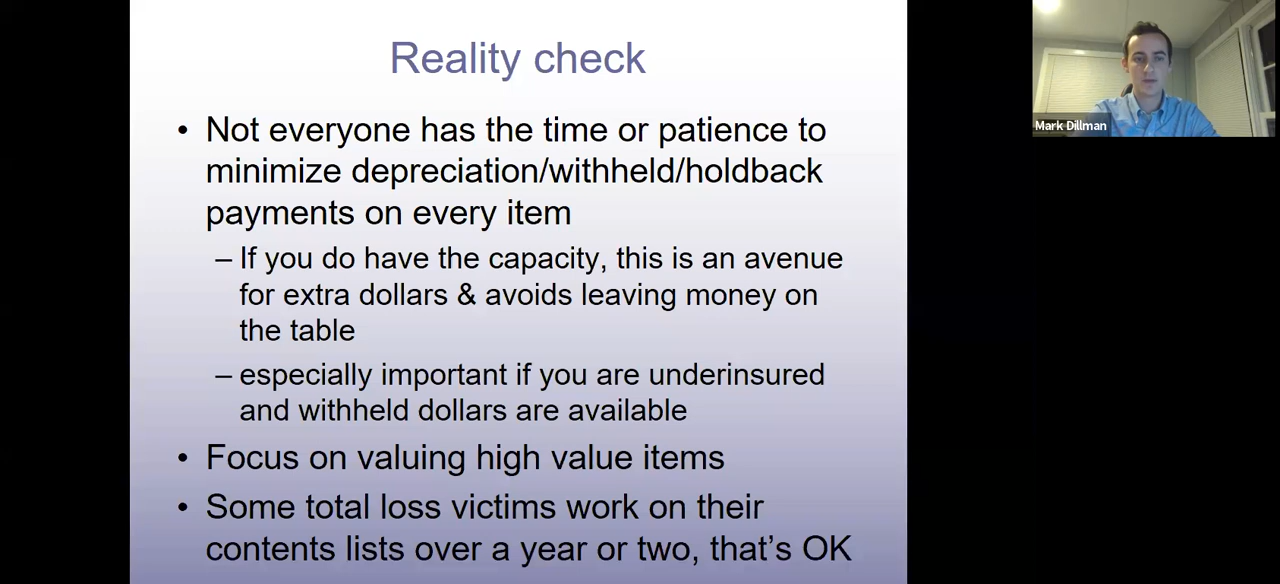 Reality check
• Not everyone has the time or patience to
minimize depreciation/withheld/holdback
payments on every item
– If you do have the capacity, this is an avenue
for extra dollars & avoids leaving money on
the table
– especially important if you are underinsured
and withheld dollars are available
• Focus on valuing high value items
• Some total loss victims work on their
contents lists over a year or two, that’s OK
Mark Dillman